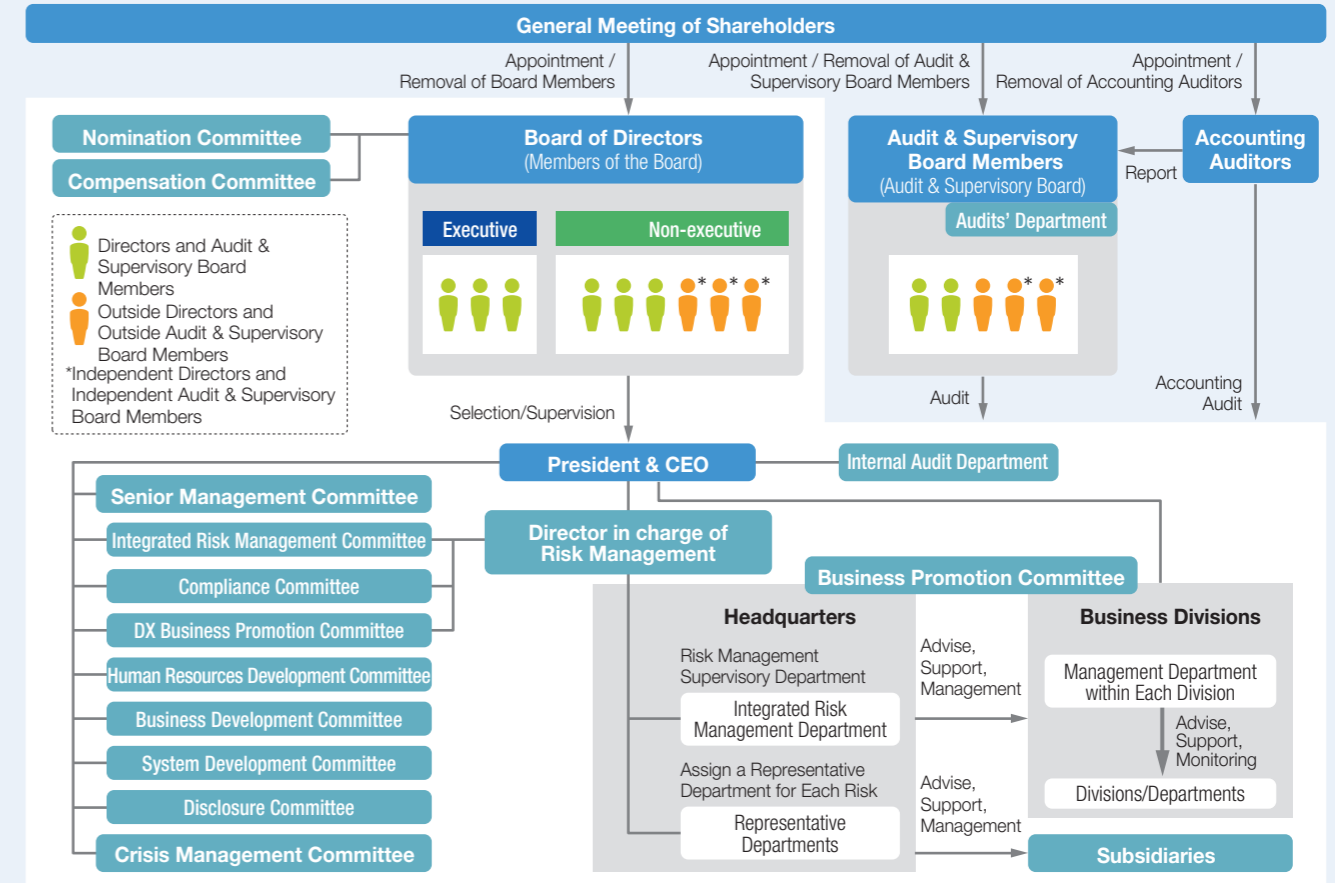 General Meeting of Shareholders
Appointment /
Removal of Board Members
Appointment / Removal of Audit &
Supervisory Board Members
Appointment /
Removal of Accounting Auditors
Nomination Committee
Compensation Committee
Board of Directors
(Members of the Board)
Audit & Supervisory
Board Members
(Audit & Supervisory Board)
Audits' Department
Report
Accounting
Auditors
Executive
Non-executive
* * *
* *
Directors and Audit &
Supervisory Board
Members
Outside Directors and
Outside Audit & Supervisory
Board Members
*Independent Directors and
Independent Audit & Supervisory
Board Members
Selection/Supervision
Audit
Accounting
Audit
President & CEO
Internal Audit Department
Senior Management Committee
Integrated Risk Management Committee
Compliance Committee
DX Business Promotion Committee
Human Resources Development Committee
Business Development Committee
System Development Committee
Disclosure Committee
Crisis Management Committee
Director in charge of
Risk Management
Business Promotion Committee
Headquarters
Risk Management
Supervisory Department
Integrated Risk
Management Department
Assign a Representative
Department for Each Risk
Representative
Departments
Advise,
Support,
Management
Advise,
Support,
Management
Business Divisions
Management Department
within Each Division
Advise,
Support,
Monitoring
Divisions/Departments
Subsidiaries